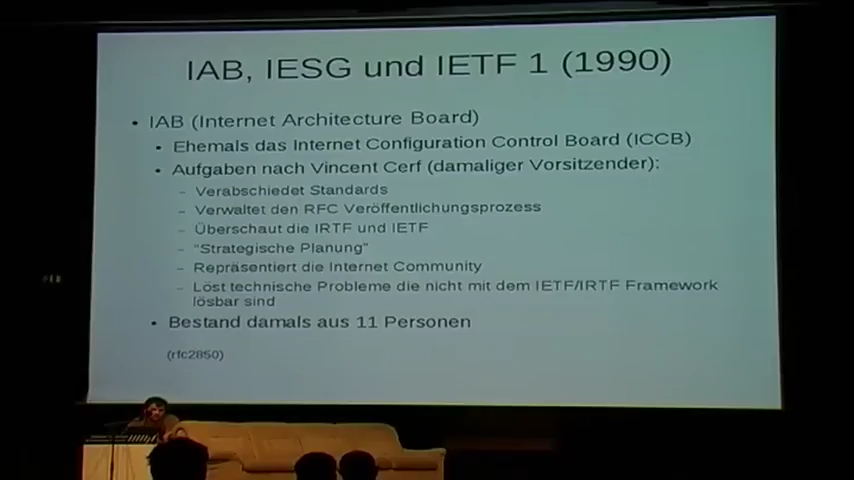 IAB, IESG und IETF 1 (1990)
• IAB (Internet Architecture Board)
• Ehemals das Internet Configuration Control Board (ICCB)
• Aufgaben nach Vincent Cerf (damaliger Vorsitzender):
– Verabschiedet Standards
– Verwaltet den RFC Veröffentlichungsprozess
– Überschaut die IRTF und IETF
– "Strategische Planung"
– Repräsentiert die Internet Community
– Löst technische Probleme die nicht mit dem IETF/IRTF Framework
lösbar sind
• Bestand damals aus 11 Personen
(rfc2850)